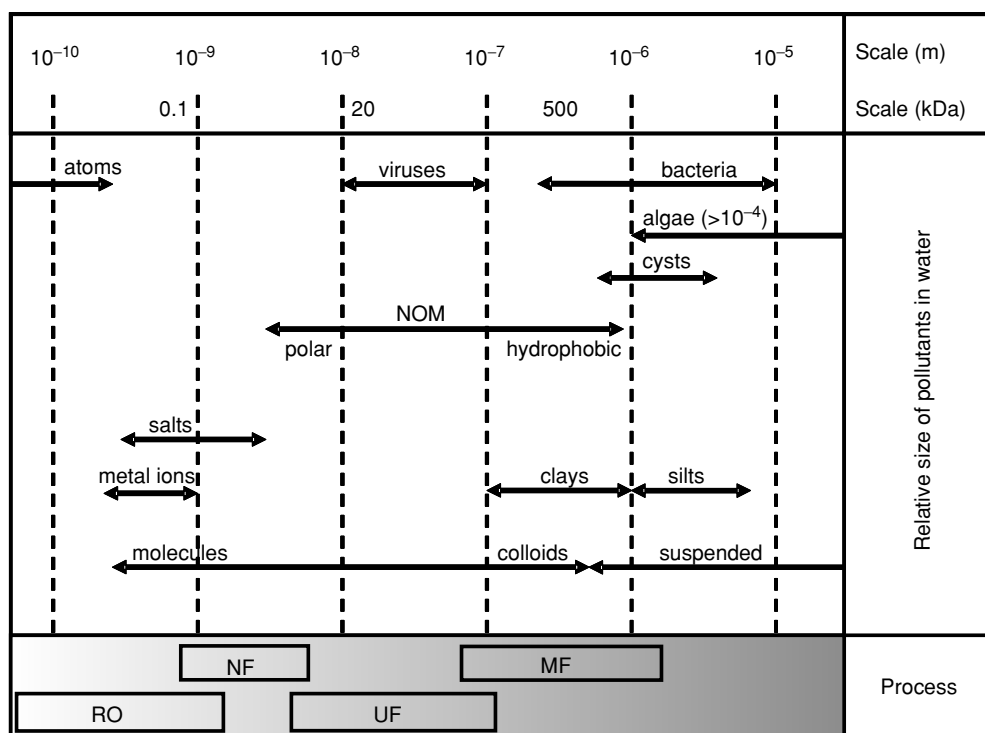 10⁻¹⁰ 10⁻⁹ 10⁻⁸ 10⁻⁷ 10⁻⁶ 10⁻⁵ Scale (m)
0.1 20 500 Scale (kDa)
atoms viruses bacteria
algae (>10⁻⁴)
cysts
NOM
polar hydrophobic
salts
metal ions clays silts
molecules colloids suspended
Relative size of pollutants in water
NF MF
RO UF
Process